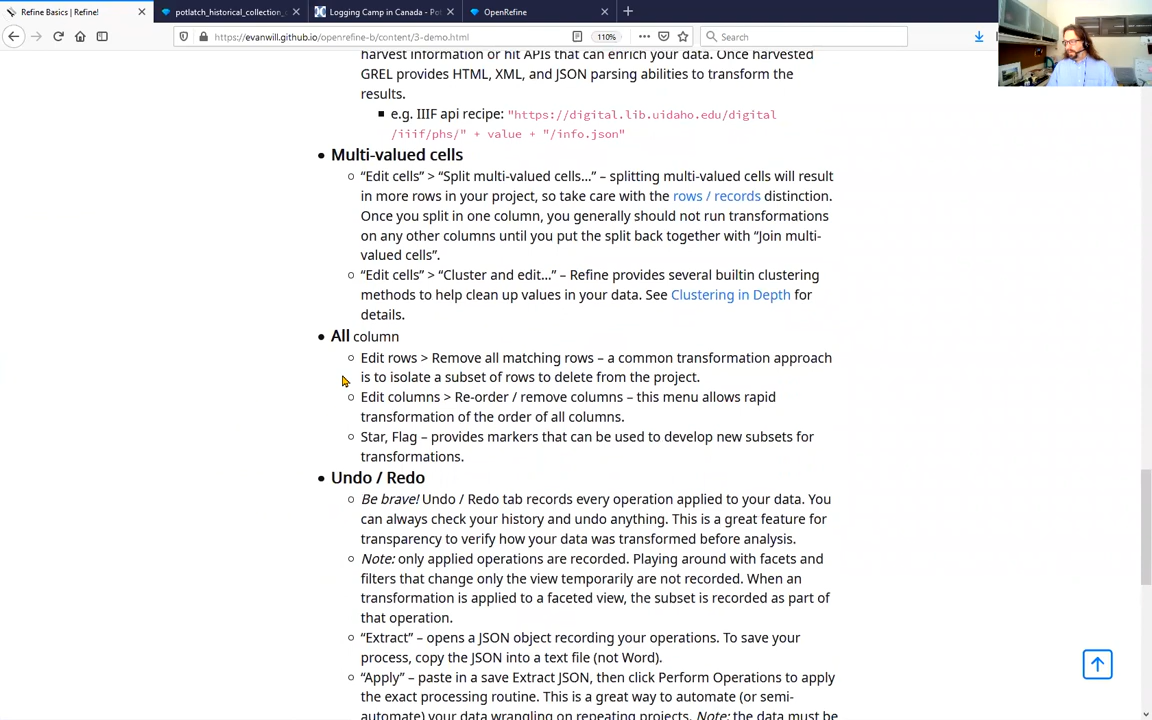 Refine Basics | Refine!
potlatch_historical_collection_
Logging Camp in Canada - Pot
OpenRefine
https://evanwill.github.io/openrefine-b/content/3-demo.html
110%
Search
harvest information or hit APIs that can enrich your data. Once harvested
GREL provides HTML, XML, and JSON parsing abilities to transform the
results.
e.g. IIIF api recipe: "https://digital.lib.uidaho.edu/digital
/iiif/phs/" + value + "/info.json"
Multi-valued cells
“Edit cells” > “Split multi-valued cells…” – splitting multi-valued cells will result
in more rows in your project, so take care with the rows / records distinction.
Once you split in one column, you generally should not run transformations
on any other columns until you put the split back together with “Join multi-
valued cells”.
“Edit cells” > “Cluster and edit…” – Refine provides several builtin clustering
methods to help clean up values in your data. See Clustering in Depth for
details.
All column
Edit rows > Remove all matching rows – a common transformation approach
is to isolate a subset of rows to delete from the project.
Edit columns > Re-order / remove columns – this menu allows rapid
transformation of the order of all columns.
Star, Flag – provides markers that can be used to develop new subsets for
transformations.
Undo / Redo
Be brave! Undo / Redo tab records every operation applied to your data. You
can always check your history and undo anything. This is a great feature for
transparency to verify how your data was transformed before analysis.
Note: only applied operations are recorded. Playing around with facets and
filters that change only the view temporarily are not recorded. When an
transformation is applied to a faceted view, the subset is recorded as part of
that operation.
“Extract” – opens a JSON object recording your operations. To save your
process, copy the JSON into a text file (not Word).
“Apply” – paste in a save Extract JSON, then click Perform Operations to apply
the exact processing routine. This is a great way to automate (or semi-
automate) your data wrangling on repeating projects. Note: the data must be